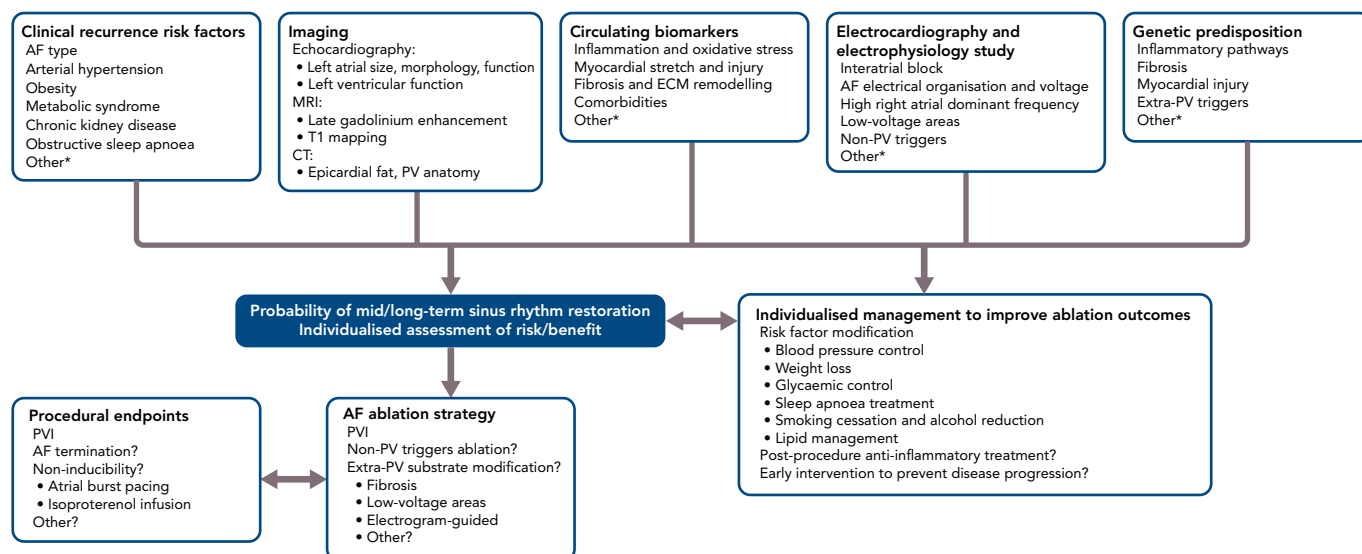 Clinical recurrence risk factors
AF type
Arterial hypertension
Obesity
Metabolic syndrome
Chronic kidney disease
Obstructive sleep apnoea
Other*
Imaging
Echocardiography:
• Left atrial size, morphology, function
• Left ventricular function
MRI:
• Late gadolinium enhancement
• T1 mapping
CT:
• Epicardial fat, PV anatomy
Circulating biomarkers
Inflammation and oxidative stress
Myocardial stretch and injury
Fibrosis and ECM remodelling
Comorbidities
Other*
Electrocardiography and
electrophysiology study
Interatrial block
AF electrical organisation and voltage
High right atrial dominant frequency
Low-voltage areas
Non-PV triggers
Other*
Genetic predisposition
Inflammatory pathways
Fibrosis
Myocardial injury
Extra-PV triggers
Other*
Probability of mid/long-term sinus rhythm restoration
Individualised assessment of risk/benefit
Individualised management to improve ablation outcomes
Risk factor modification
• Blood pressure control
• Weight loss
• Glycaemic control
• Sleep apnoea treatment
• Smoking cessation and alcohol reduction
• Lipid management
Post-procedure anti-inflammatory treatment?
Early intervention to prevent disease progression?
Procedural endpoints
PVI
AF termination?
Non-inducibility?
• Atrial burst pacing
• Isoproterenol infusion
Other?
AF ablation strategy
PVI
Non-PV triggers ablation?
Extra-PV substrate modification?
• Fibrosis
• Low-voltage areas
• Electrogram-guided
• Other?